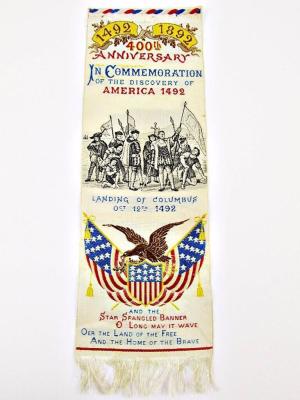 1492 1892
400th
ANNIVERSARY
IN COMMEMORATION
OF THE DISCOVERY OF
AMERICA 1492
LANDING OF COLUMBUS
OCT 12TH 1492
AND THE
STAR SPANGLED BANNER
O' LONG MAY IT WAVE
OER THE LAND OF THE FREE
AND THE HOME OF THE BRAVE